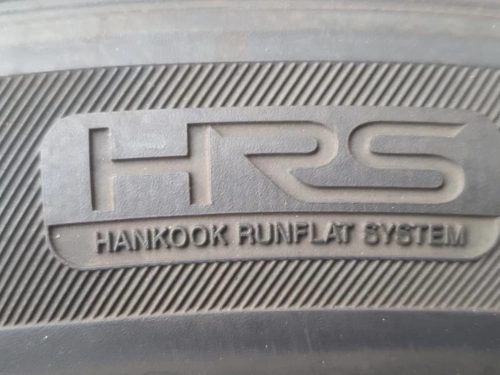 HRS
HANKOOK RUNFLAT SYSTEM